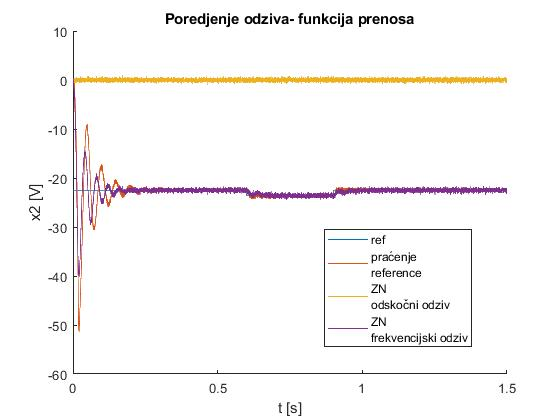 Poredjenje odziva- funkcija prenosa
x2 [V]
10
0
-10
-20
-30
-40
-50
-60
ref
praćenje
reference
ZN
odskočni odziv
ZN
frekvencijski odziv
0
0.5
1
1.5
t [s]